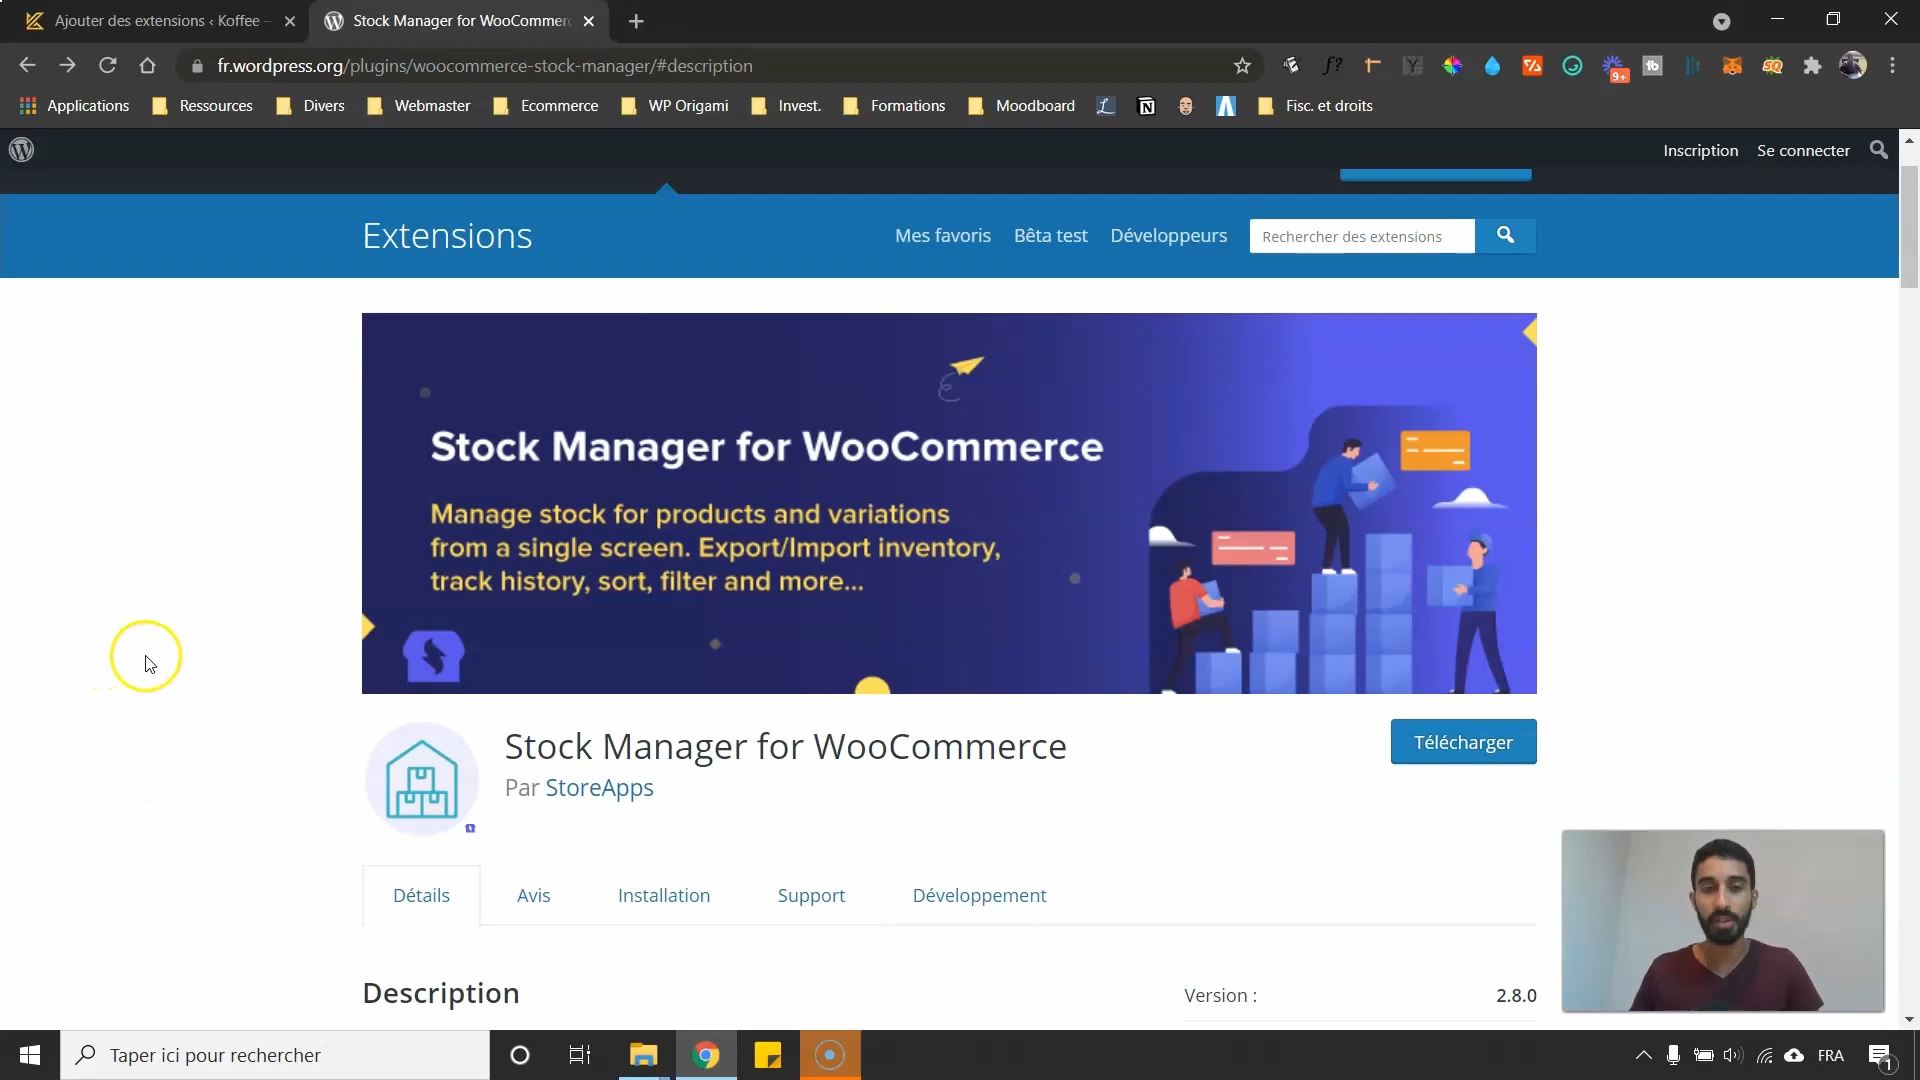 Ajouter des extensions ‹ Koffee –
Stock Manager for WooCommerc
fr.wordpress.org/plugins/woocommerce-stock-manager/#description
9+
Applications
Ressources
Divers
Webmaster
Ecommerce
WP Origami
Invest.
Formations
Moodboard
Fisc. et droits
Inscription
Se connecter
Extensions
Mes favoris
Bêta test
Développeurs
Rechercher des extensions
Stock Manager for WooCommerce
Manage stock for products and variations
from a single screen. Export/Import inventory,
track history, sort, filter and more...
Stock Manager for WooCommerce
Par StoreApps
Télécharger
Détails
Avis
Installation
Support
Développement
Description
Version :
2.8.0
Taper ici pour rechercher
FRA
1